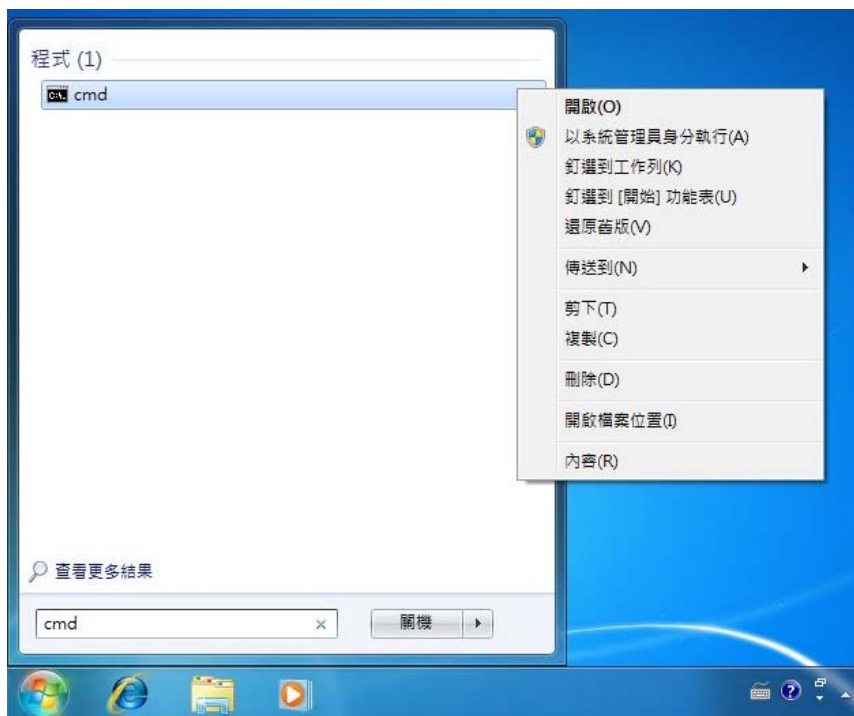 程式 (1)
cmd
開啟(O)
以系統管理員身分執行(A)
釘選到工作列(K)
釘選到 [開始] 功能表(U)
還原舊版(V)
傳送到(N)
剪下(T)
複製(C)
刪除(D)
開啟檔案位置(I)
內容(R)
查看更多結果
cmd
關機